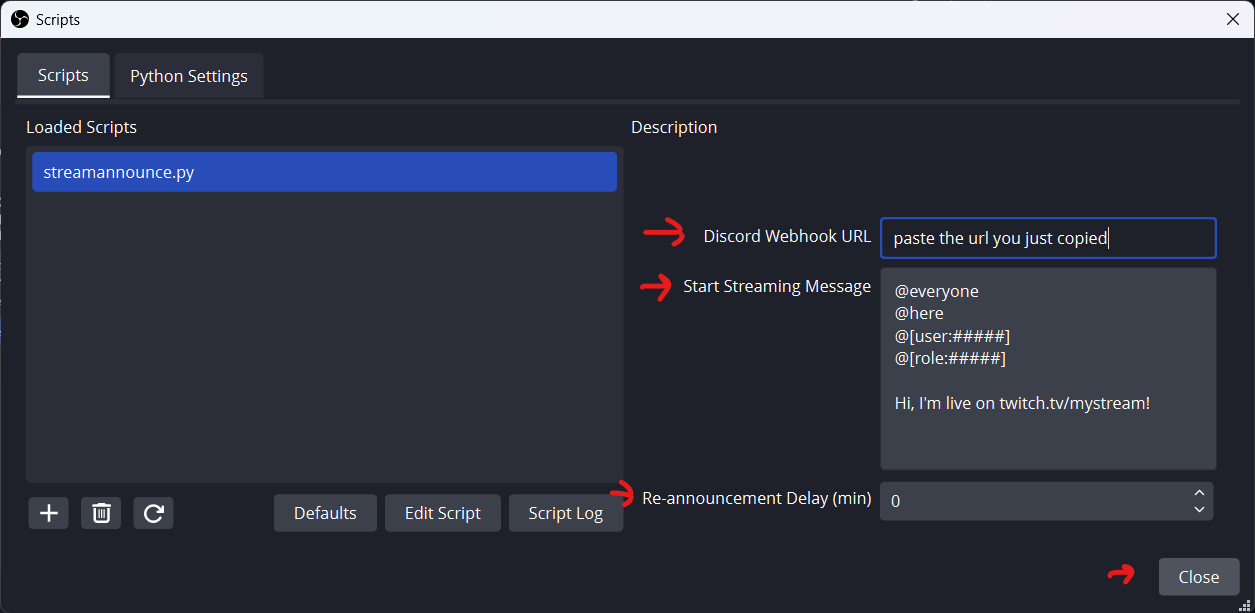 Scripts
Scripts
Python Settings
Loaded Scripts
Description
streamannounce.py
Discord Webhook URL
paste the url you just copied
Start Streaming Message
@everyone
@here
@[user:#####]
@[role:#####]
Hi, I'm live on twitch.tv/mystream!
Re-announcement Delay (min)
0
Defaults
Edit Script
Script Log
Close